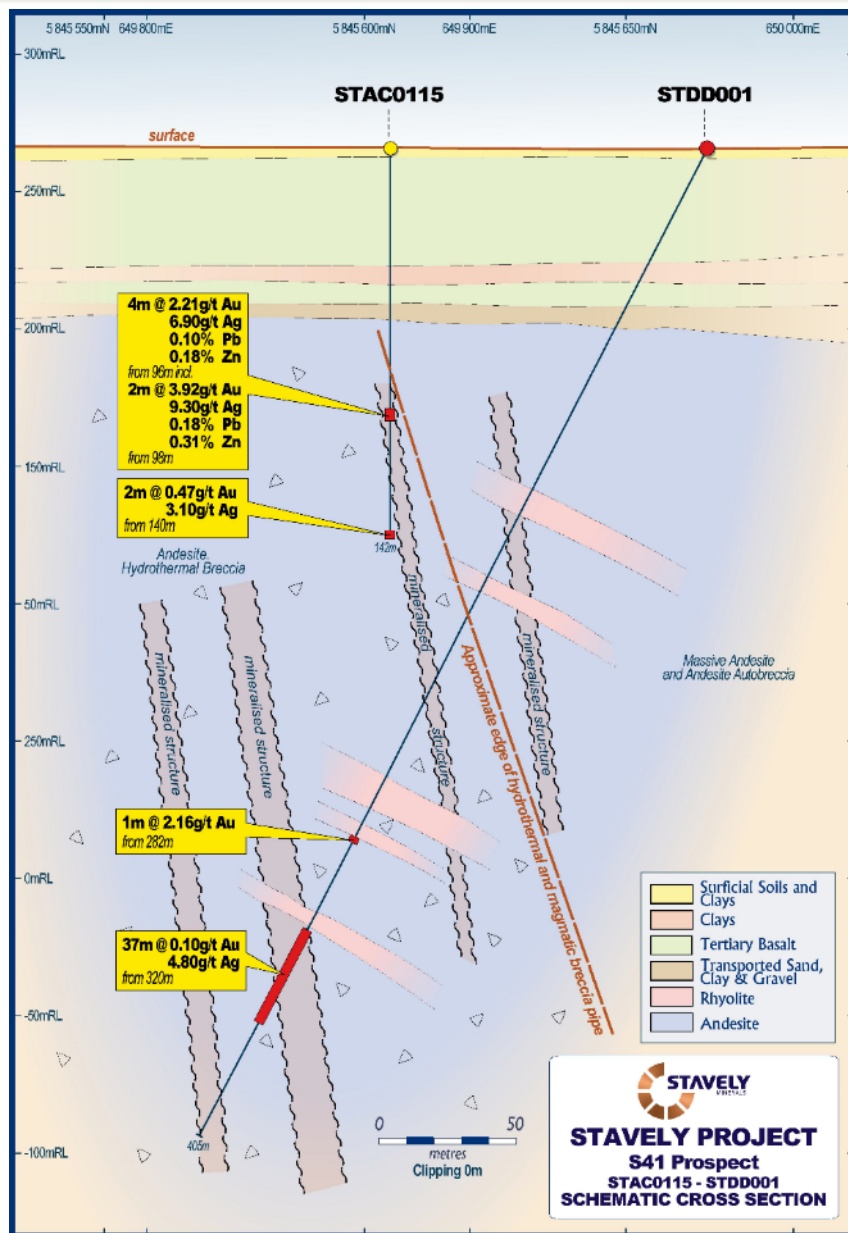 5 845 550mN 649 800mE 5 845 600mN 649 900mE 5 845 650mN 650 000mE
300mRL
STAC0115 STDD001
surface
250mRL
4m @ 2.21g/t Au
6.90g/t Ag
0.10% Pb
0.18% Zn
from 96m incl.
2m @ 3.92g/t Au
9.30g/t Ag
0.18% Pb
0.31% Zn
from 98m
200mRL
150mRL
2m @ 0.47g/t Au
3.10g/t Ag
from 140m
142m
Andesite.
Hydrothermal Breccia
50mRL
mineralised structure
mineralised structure
mineralised structure
mineralised structure
Approximate edge of hydrothermal and magmatic breccia pipe
Massive Andesite
and Andesite Autobreccia
250mRL
1m @ 2.16g/t Au
from 282m
0mRL
37m @ 0.10g/t Au
4.80g/t Ag
from 320m
-50mRL
-100mRL
405m
0 50
metres
Clipping 0m
Surficial Soils and
Clays
Clays
Tertiary Basalt
Transported Sand,
Clay & Gravel
Rhyolite
Andesite
STAVELY
MINERALS
STAVELY PROJECT
S41 Prospect
STAC0115 - STDD001
SCHEMATIC CROSS SECTION